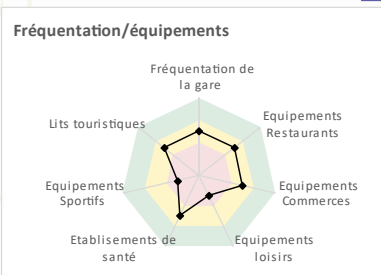 Fréquentation/équipements
Fréquentation de
la gare
Equipements
Restaurants
Equipements
Commerces
Equipements
loisirs
Etablisements de
santé
Equipements
Sportifs
Lits touristiques